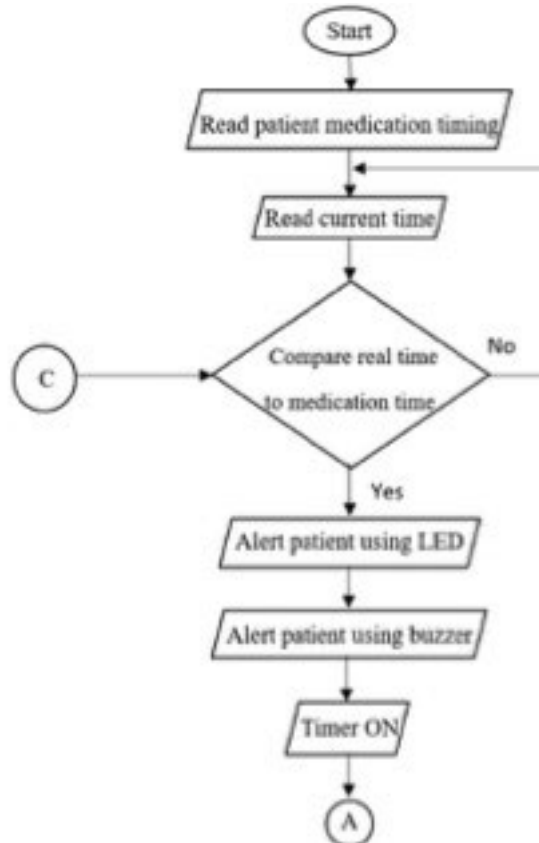 Start
Read patient medication timing
Read current time
Compare real time
to medication time
No
C
Yes
Alert patient using LED
Alert patient using buzzer
Timer ON
A